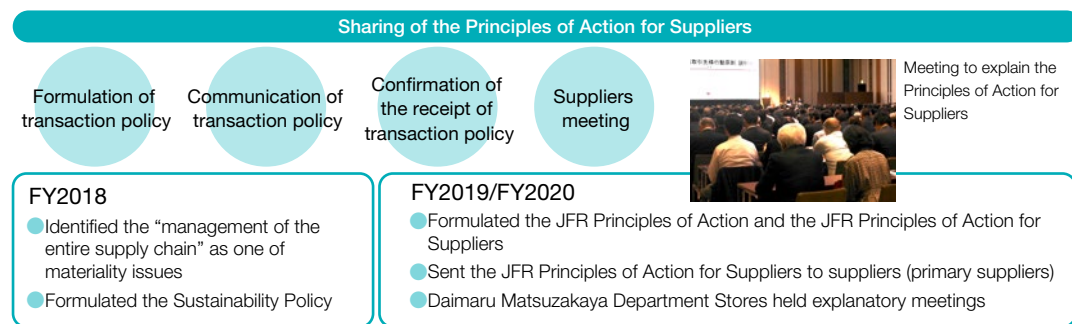 Sharing of the Principles of Action for Suppliers
Formulation of
transaction policy
Communication of
transaction policy
Confirmation of
the receipt of
transaction policy
Suppliers
meeting
Meeting to explain the
Principles of Action for
Suppliers
FY2018
Identified the “management of the
entire supply chain” as one of
materiality issues
Formulated the Sustainability Policy
FY2019/FY2020
Formulated the JFR Principles of Action and the JFR Principles of Action for
Suppliers
Sent the JFR Principles of Action for Suppliers to suppliers (primary suppliers)
Daimaru Matsuzakaya Department Stores held explanatory meetings